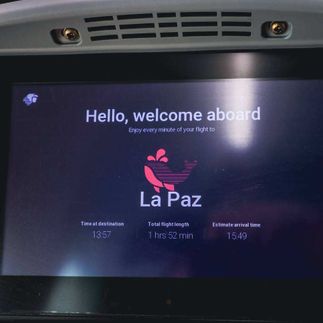 Hello, welcome aboard
Enjoy every minute of your flight to
La Paz
Time at destination Total flight length Estimate arrival time
13:57 1 hrs 52 min 15:49